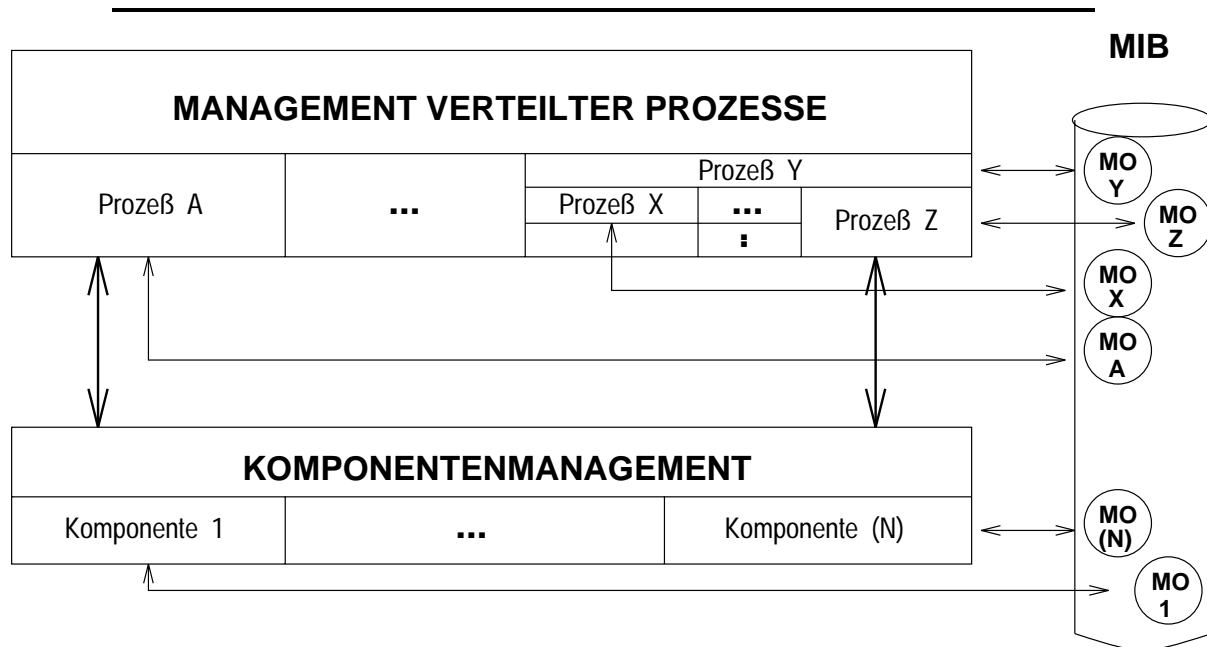 MIB
MANAGEMENT VERTEILTER PROZESSE
Prozeß A
...
Prozeß Y
Prozeß X
...
:
Prozeß Z
MO
Y
MO
Z
MO
X
MO
A
KOMPONENTENMANAGEMENT
Komponente 1
...
Komponente (N)
MO
(N)
MO
1